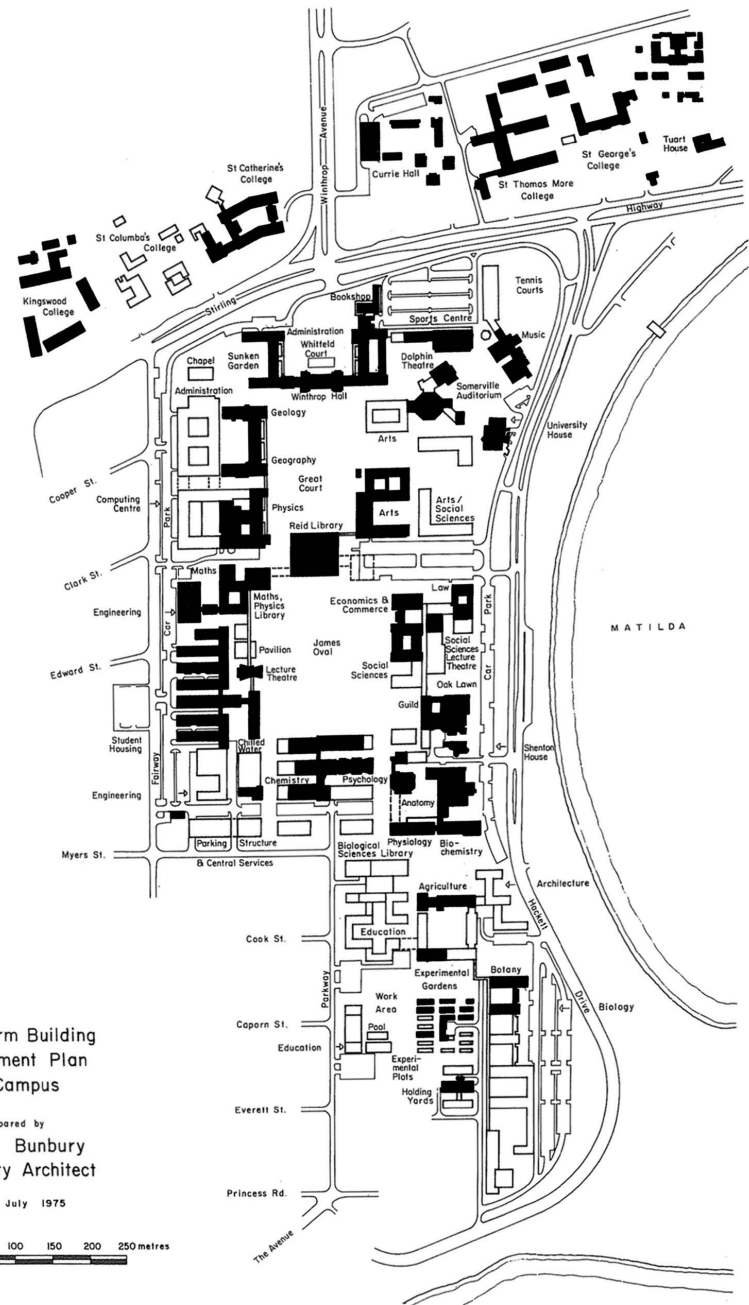 Winthrop Avenue
Currie Hall
St Thomas More
College
St George's
College
Tuart
House
St Catherine's
College
St Columba's
College
Kingswood
College
Stirling
Highway
Bookshop
Sports Centre
Tennis
Courts
Administration
Whitfeld
Court
Sunken
Garden
Winthrop Hall
Dolphin
Theatre
Music
Somerville
Auditorium
Chapel
Administration
Geology
Arts
University
House
Geography
Great
Court
Cooper St.
Computing
Centre
Park
Physics
Reid Library
Arts
Arts/
Social
Sciences
Clark St.
Maths
Maths,
Physics
Library
Economics &
Commerce
Law
Park
Engineering
Car
James
Oval
Social
Sciences
Lecture
Theatre
MATILDA
Pavilion
Lecture
Theatre
Social
Sciences
Car
Oak Lawn
Edward St.
Guild
Student
Housing
Chilled
Water
Shenton
House
Fairway
Chemistry
Psychology
Engineering
Anatomy
Parking Structure
& Central Services
Biological
Sciences Library
Physiology
Bio-
chemistry
Myers St.
Agriculture
Architecture
Hackett
Drive
Education
Cook St.
Experimental
Gardens
Botany
Parkway
Work
Area
Biology
Caporn St.
Pool
Education
Experi-
mental
Plots
Holding
Yards
Everett St.
Princess Rd.
The Avenue
rm Building
ment Plan
Campus
pared by
Bunbury
y Architect
July 1975
100 150 200 250 metres